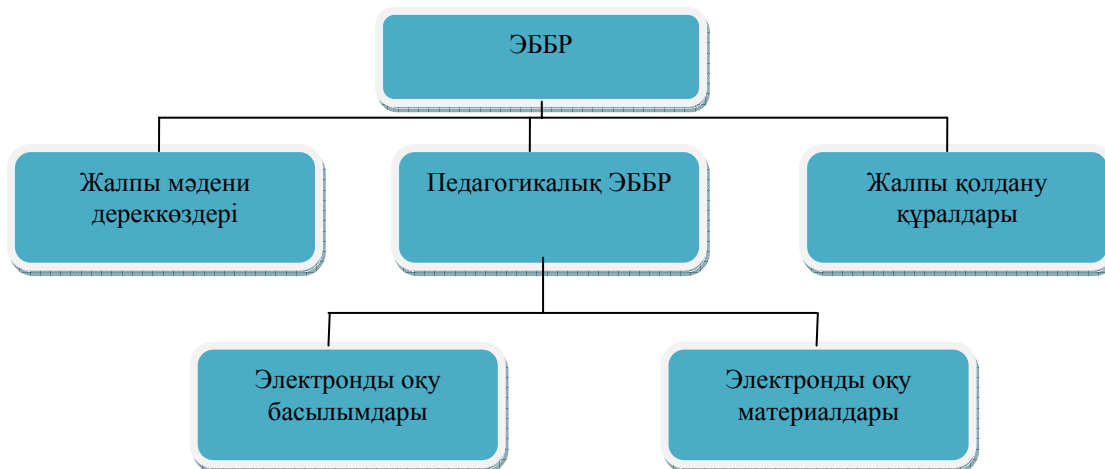 ЭББР
Жалпы мәдени
дереккөздері
Педагогикалық ЭББР
Жалпы қолдану
құралдары
Электронды оқу
басылымдары
Электронды оқу
материалдары